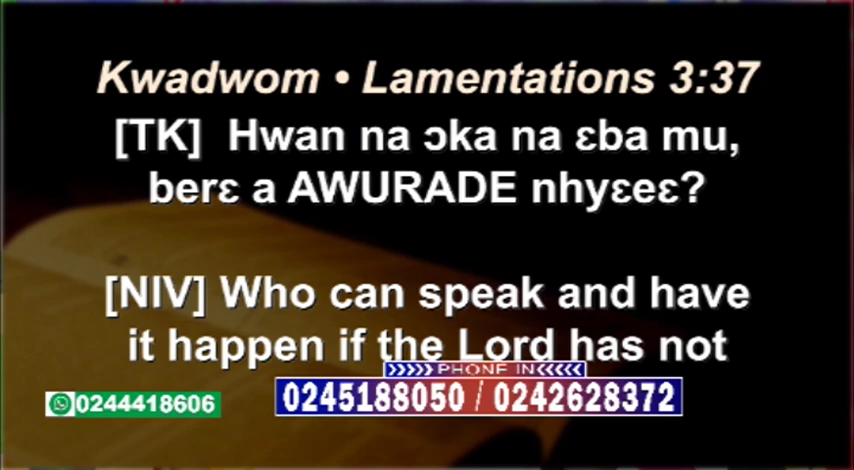 Kwadwom • Lamentations 3:37
[TK] Hwan na ɔka na ɛba mu,
berɛ a AWURADE nhyɛeɛ?
[NIV] Who can speak and have
it happen if the Lord has not
PHONE IN
0244418606
0245188050 / 0242628372